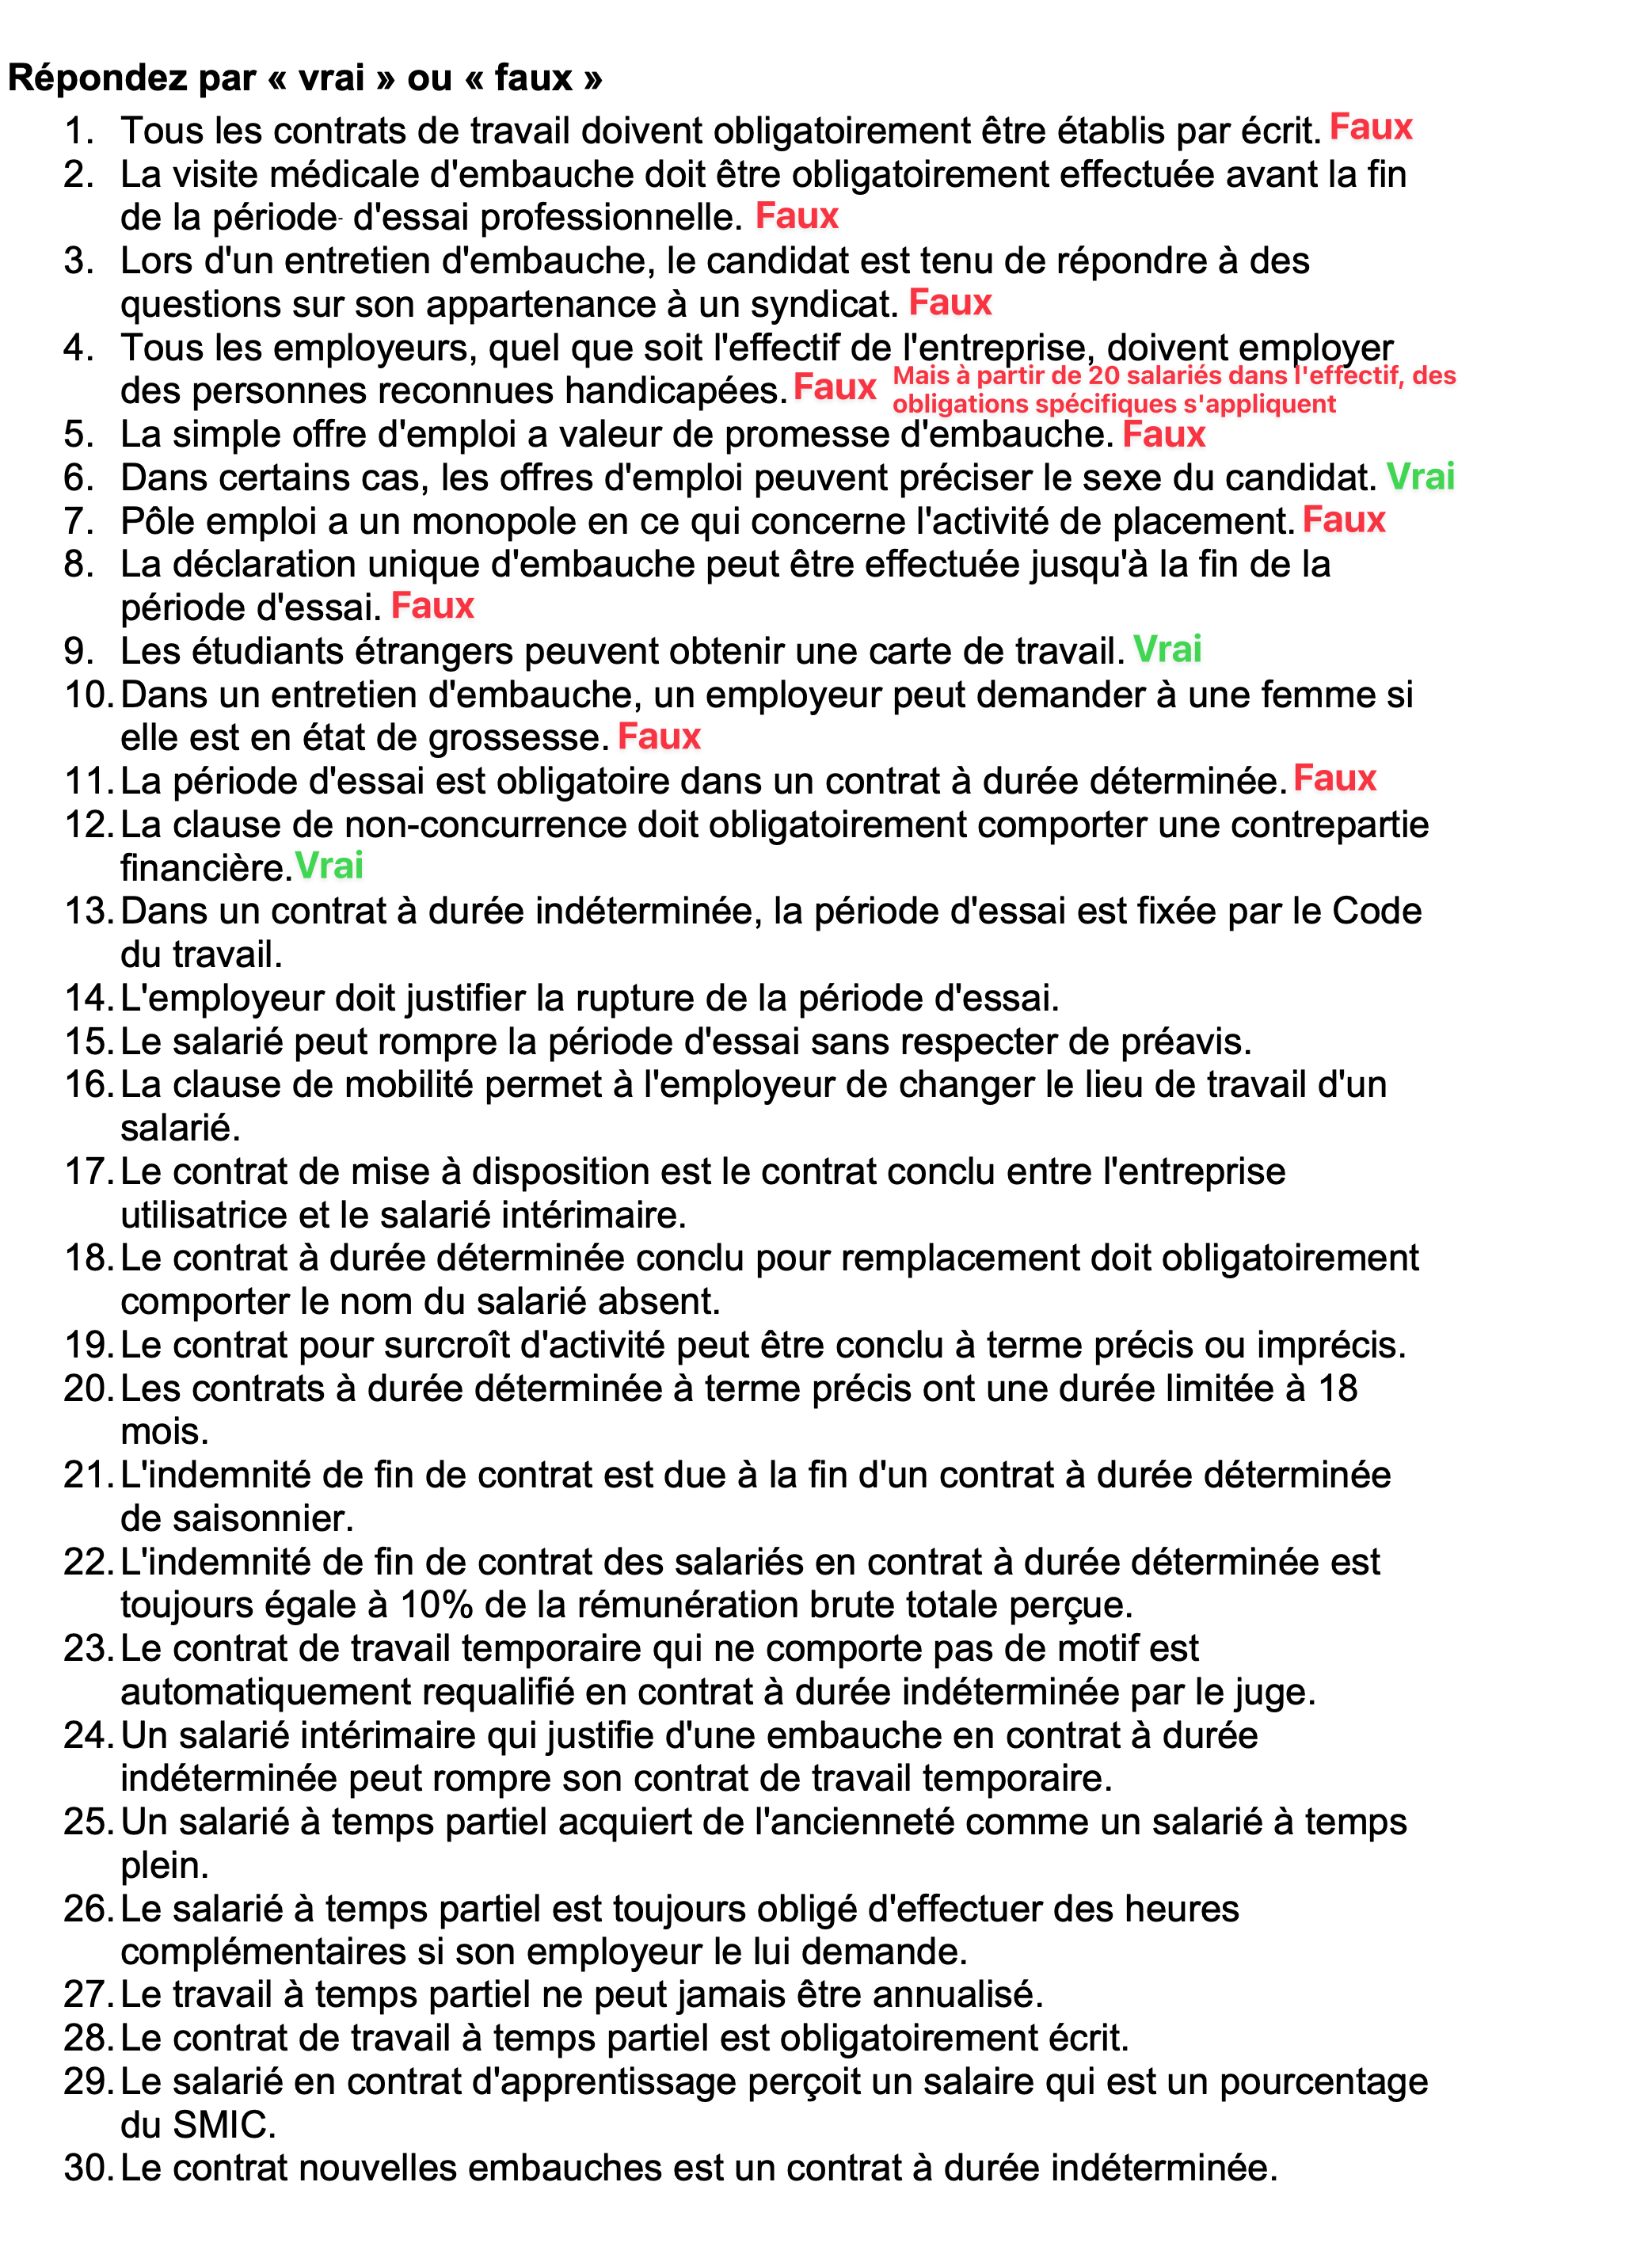 Répondez par « vrai » ou « faux »
1. Tous les contrats de travail doivent obligatoirement être établis par écrit. Faux
2. La visite médicale d'embauche doit être obligatoirement effectuée avant la fin
de la période- d'essai professionnelle. Faux
3. Lors d'un entretien d'embauche, le candidat est tenu de répondre à des
questions sur son appartenance à un syndicat. Faux
4. Tous les employeurs, quel que soit l'effectif de l'entreprise, doivent employer
des personnes reconnues handicapées. Faux Mais à partir de 20 salariés dans l'effectif, des
obligations spécifiques s'appliquent
5. La simple offre d'emploi a valeur de promesse d'embauche. Faux
6. Dans certains cas, les offres d'emploi peuvent préciser le sexe du candidat. Vrai
7. Pôle emploi a un monopole en ce qui concerne l'activité de placement. Faux
8. La déclaration unique d'embauche peut être effectuée jusqu'à la fin de la
période d'essai. Faux
9. Les étudiants étrangers peuvent obtenir une carte de travail. Vrai
10. Dans un entretien d'embauche, un employeur peut demander à une femme si
elle est en état de grossesse. Faux
11. La période d'essai est obligatoire dans un contrat à durée déterminée. Faux
12. La clause de non-concurrence doit obligatoirement comporter une contrepartie
financière. Vrai
13. Dans un contrat à durée indéterminée, la période d'essai est fixée par le Code
du travail.
14. L'employeur doit justifier la rupture de la période d'essai.
15. Le salarié peut rompre la période d'essai sans respecter de préavis.
16. La clause de mobilité permet à l'employeur de changer le lieu de travail d'un
salarié.
17. Le contrat de mise à disposition est le contrat conclu entre l'entreprise
utilisatrice et le salarié intérimaire.
18. Le contrat à durée déterminée conclu pour remplacement doit obligatoirement
comporter le nom du salarié absent.
19. Le contrat pour surcroît d'activité peut être conclu à terme précis ou imprécis.
20. Les contrats à durée déterminée à terme précis ont une durée limitée à 18
mois.
21. L'indemnité de fin de contrat est due à la fin d'un contrat à durée déterminée
de saisonnier.
22. L'indemnité de fin de contrat des salariés en contrat à durée déterminée est
toujours égale à 10% de la rémunération brute totale perçue.
23. Le contrat de travail temporaire qui ne comporte pas de motif est
automatiquement requalifié en contrat à durée indéterminée par le juge.
24. Un salarié intérimaire qui justifie d'une embauche en contrat à durée
indéterminée peut rompre son contrat de travail temporaire.
25. Un salarié à temps partiel acquiert de l'ancienneté comme un salarié à temps
plein.
26. Le salarié à temps partiel est toujours obligé d'effectuer des heures
complémentaires si son employeur le lui demande.
27. Le travail à temps partiel ne peut jamais être annualisé.
28. Le contrat de travail à temps partiel est obligatoirement écrit.
29. Le salarié en contrat d'apprentissage perçoit un salaire qui est un pourcentage
du SMIC.
30. Le contrat nouvelles embauches est un contrat à durée indéterminée.